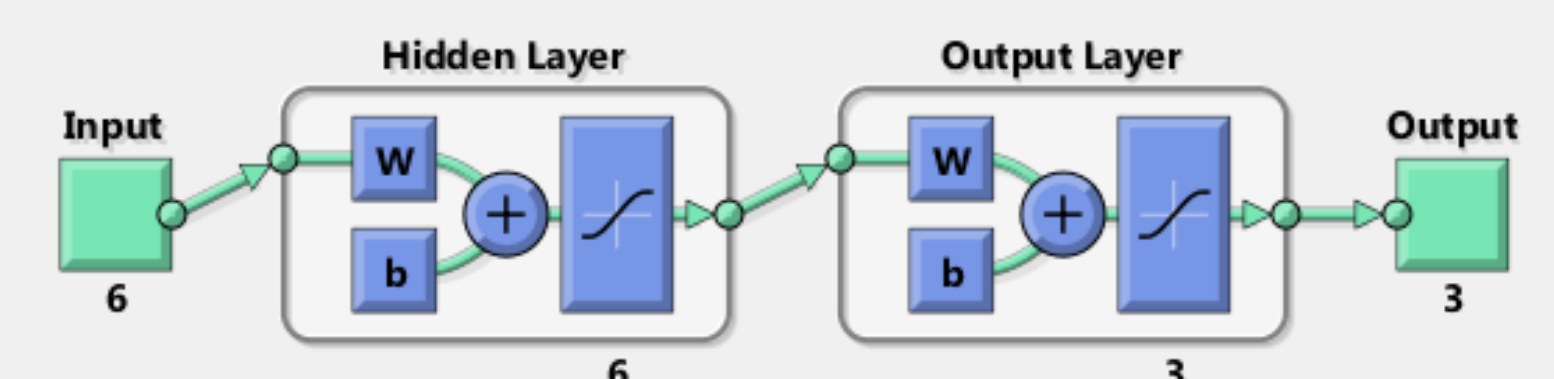 Hidden Layer
Output Layer
Input
Output
W
b
+
W
b
+
6
3
6
3